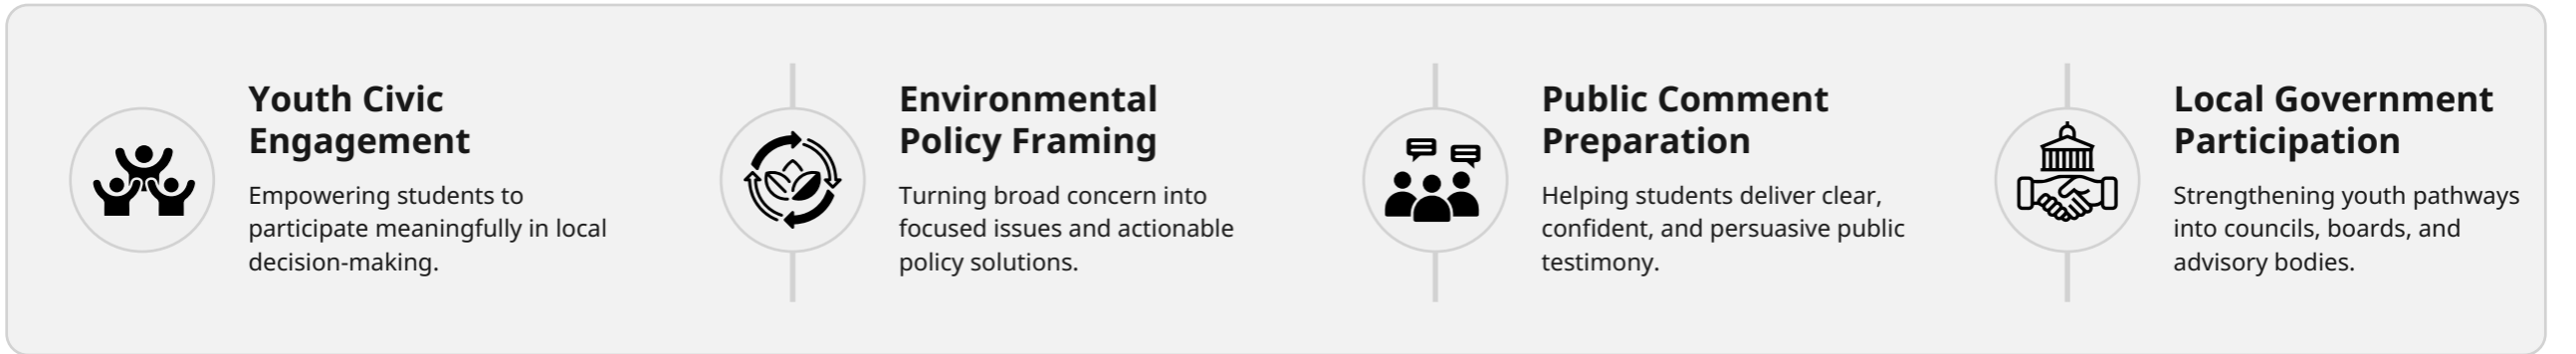 Youth Civic
Engagement
Empowering students to
participate meaningfully in local
decision-making.
Environmental
Policy Framing
Turning broad concern into
focused issues and actionable
policy solutions.
Public Comment
Preparation
Helping students deliver clear,
confident, and persuasive public
testimony.
Local Government
Participation
Strengthening youth pathways
into councils, boards, and
advisory bodies.